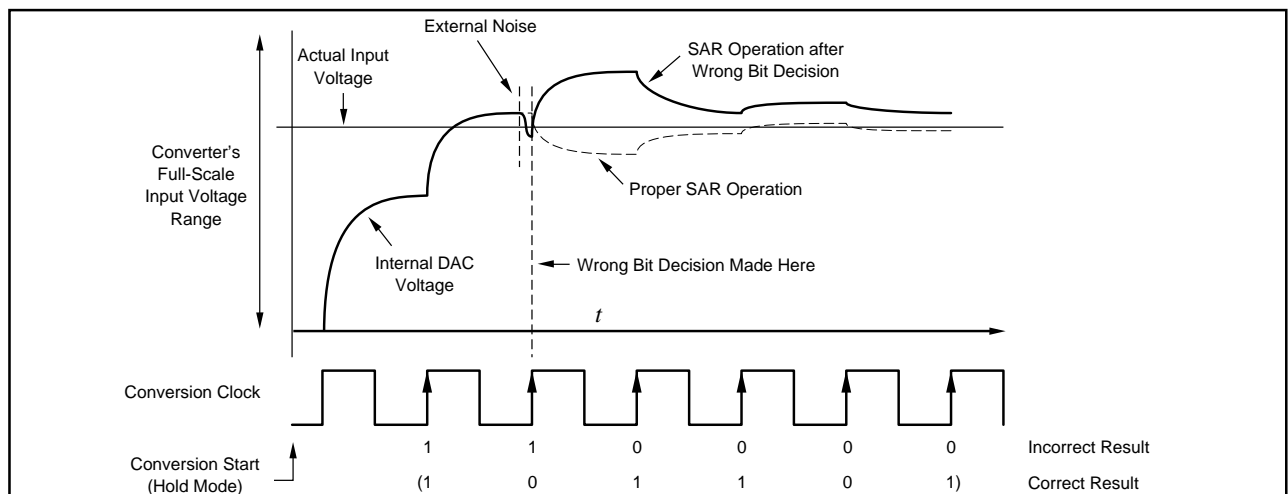 External Noise
Actual Input
Voltage
SAR Operation after
Wrong Bit Decision
Converter's
Full-Scale
Input Voltage
Range
Proper SAR Operation
Internal DAC
Voltage
Wrong Bit Decision Made Here
t
Conversion Clock
1 1 0 0 0 0 Incorrect Result
Conversion Start
(Hold Mode)
(1 0 1 1 0 1) Correct Result